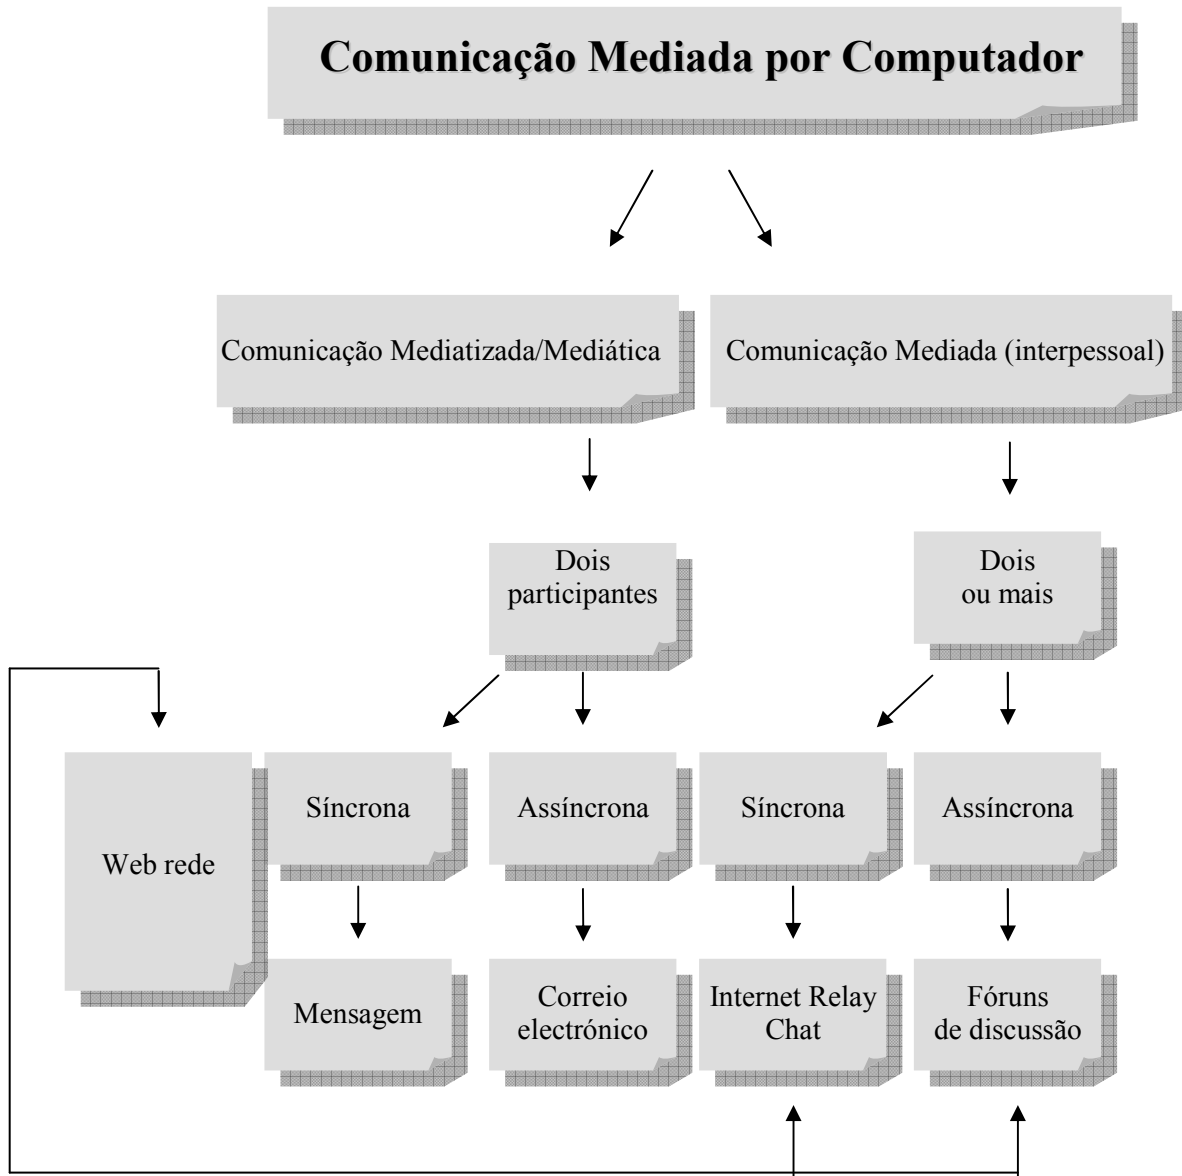 Comunicação Mediada por Computador
Comunicação Mediatizada/Mediática
Comunicação Mediada (interpessoal)
Dois
participantes
Dois
ou mais
Web rede
Síncrona
Assíncrona
Síncrona
Assíncrona
Mensagem
Correio
electrónico
Internet Relay
Chat
Fóruns
de discussão